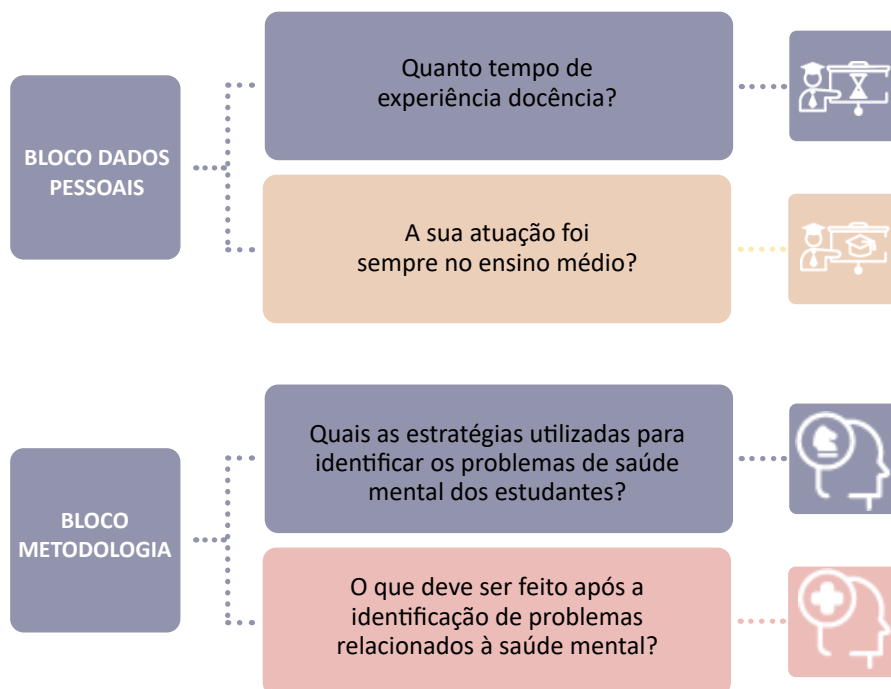 BLOCO DADOS
PESSOAIS
Quanto tempo de
experiência docência?
A sua atuação foi
sempre no ensino médio?
BLOCO
METODOLOGIA
Quais as estratégias utilizadas para
identificar os problemas de saúde
mental dos estudantes?
O que deve ser feito após a
identificação de problemas
relacionados à saúde mental?